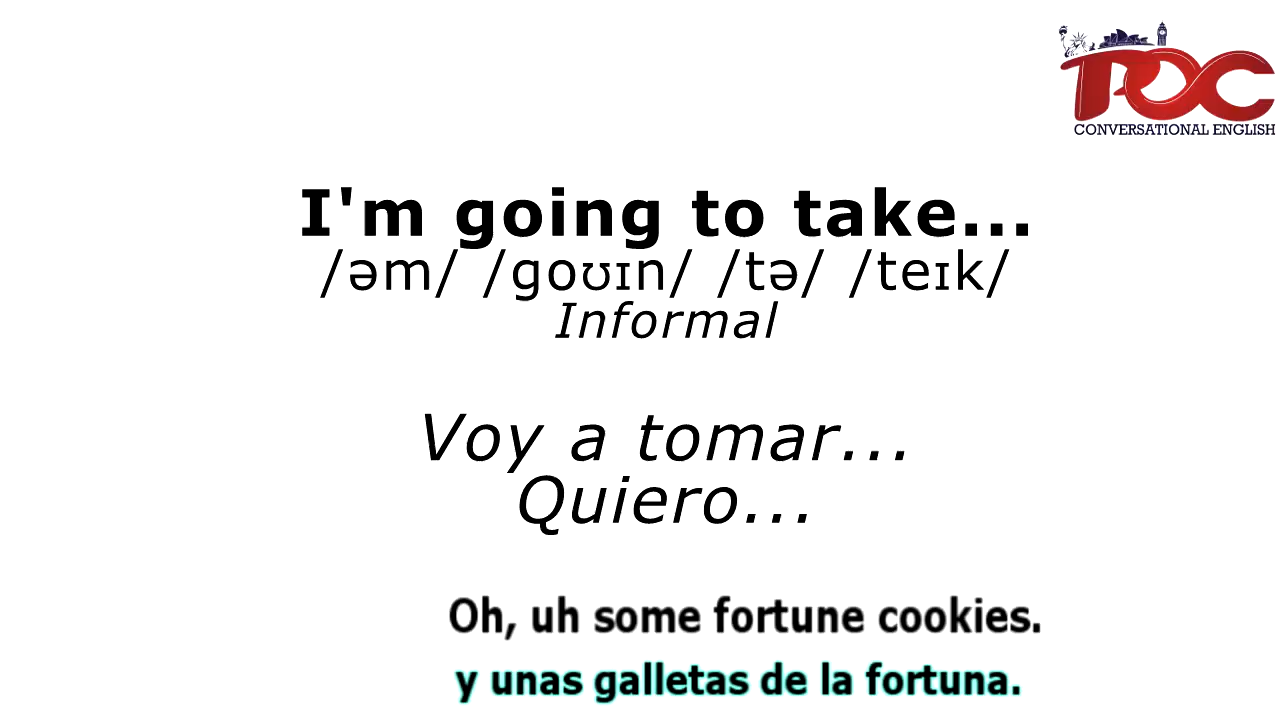 TOC
CONVERSATIONAL ENGLISH
I'm going to take...
/əm/ /goʊɪn/ /tə/ /teɪk/
Informal
Voy a tomar...
Quiero...
Oh, uh some fortune cookies.
y unas galletas de la fortuna.